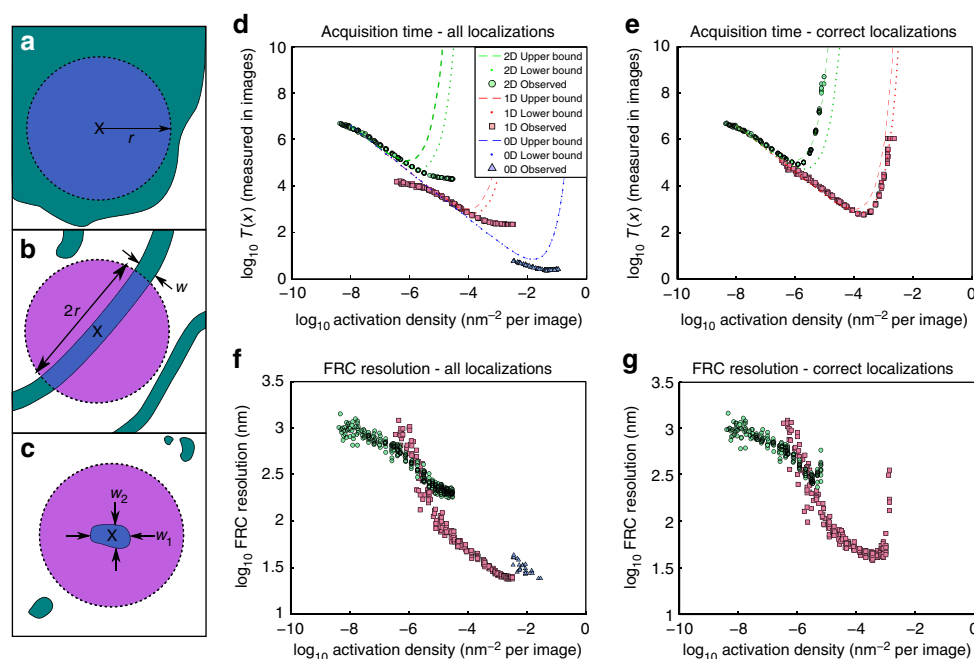 a
X
r
b
w
2r
X
c
w2
X
w1
d
Acquisition time - all localizations
log10 T(x) (measured in images)
10
8
6
4
2
0
−10 −8 −6 −4 −2 0
log10 activation density (nm−2 per image)
2D Upper bound
2D Lower bound
2D Observed
1D Upper bound
1D Lower bound
1D Observed
0D Upper bound
0D Lower bound
0D Observed
e
Acquisition time - correct localizations
log10 T(x) (measured in images)
10
8
6
4
2
0
−10 −8 −6 −4 −2 0
log10 activation density (nm−2 per image)
f
FRC resolution - all localizations
log10 FRC resolution (nm)
3.5
3
2.5
2
1.5
1
−10 −8 −6 −4 −2 0
log10 activation density (nm−2 per image)
g
FRC resolution - correct localizations
log10 FRC resolution (nm)
3.5
3
2.5
2
1.5
1
−10 −8 −6 −4 −2 0
log10 activation density (nm−2 per image)